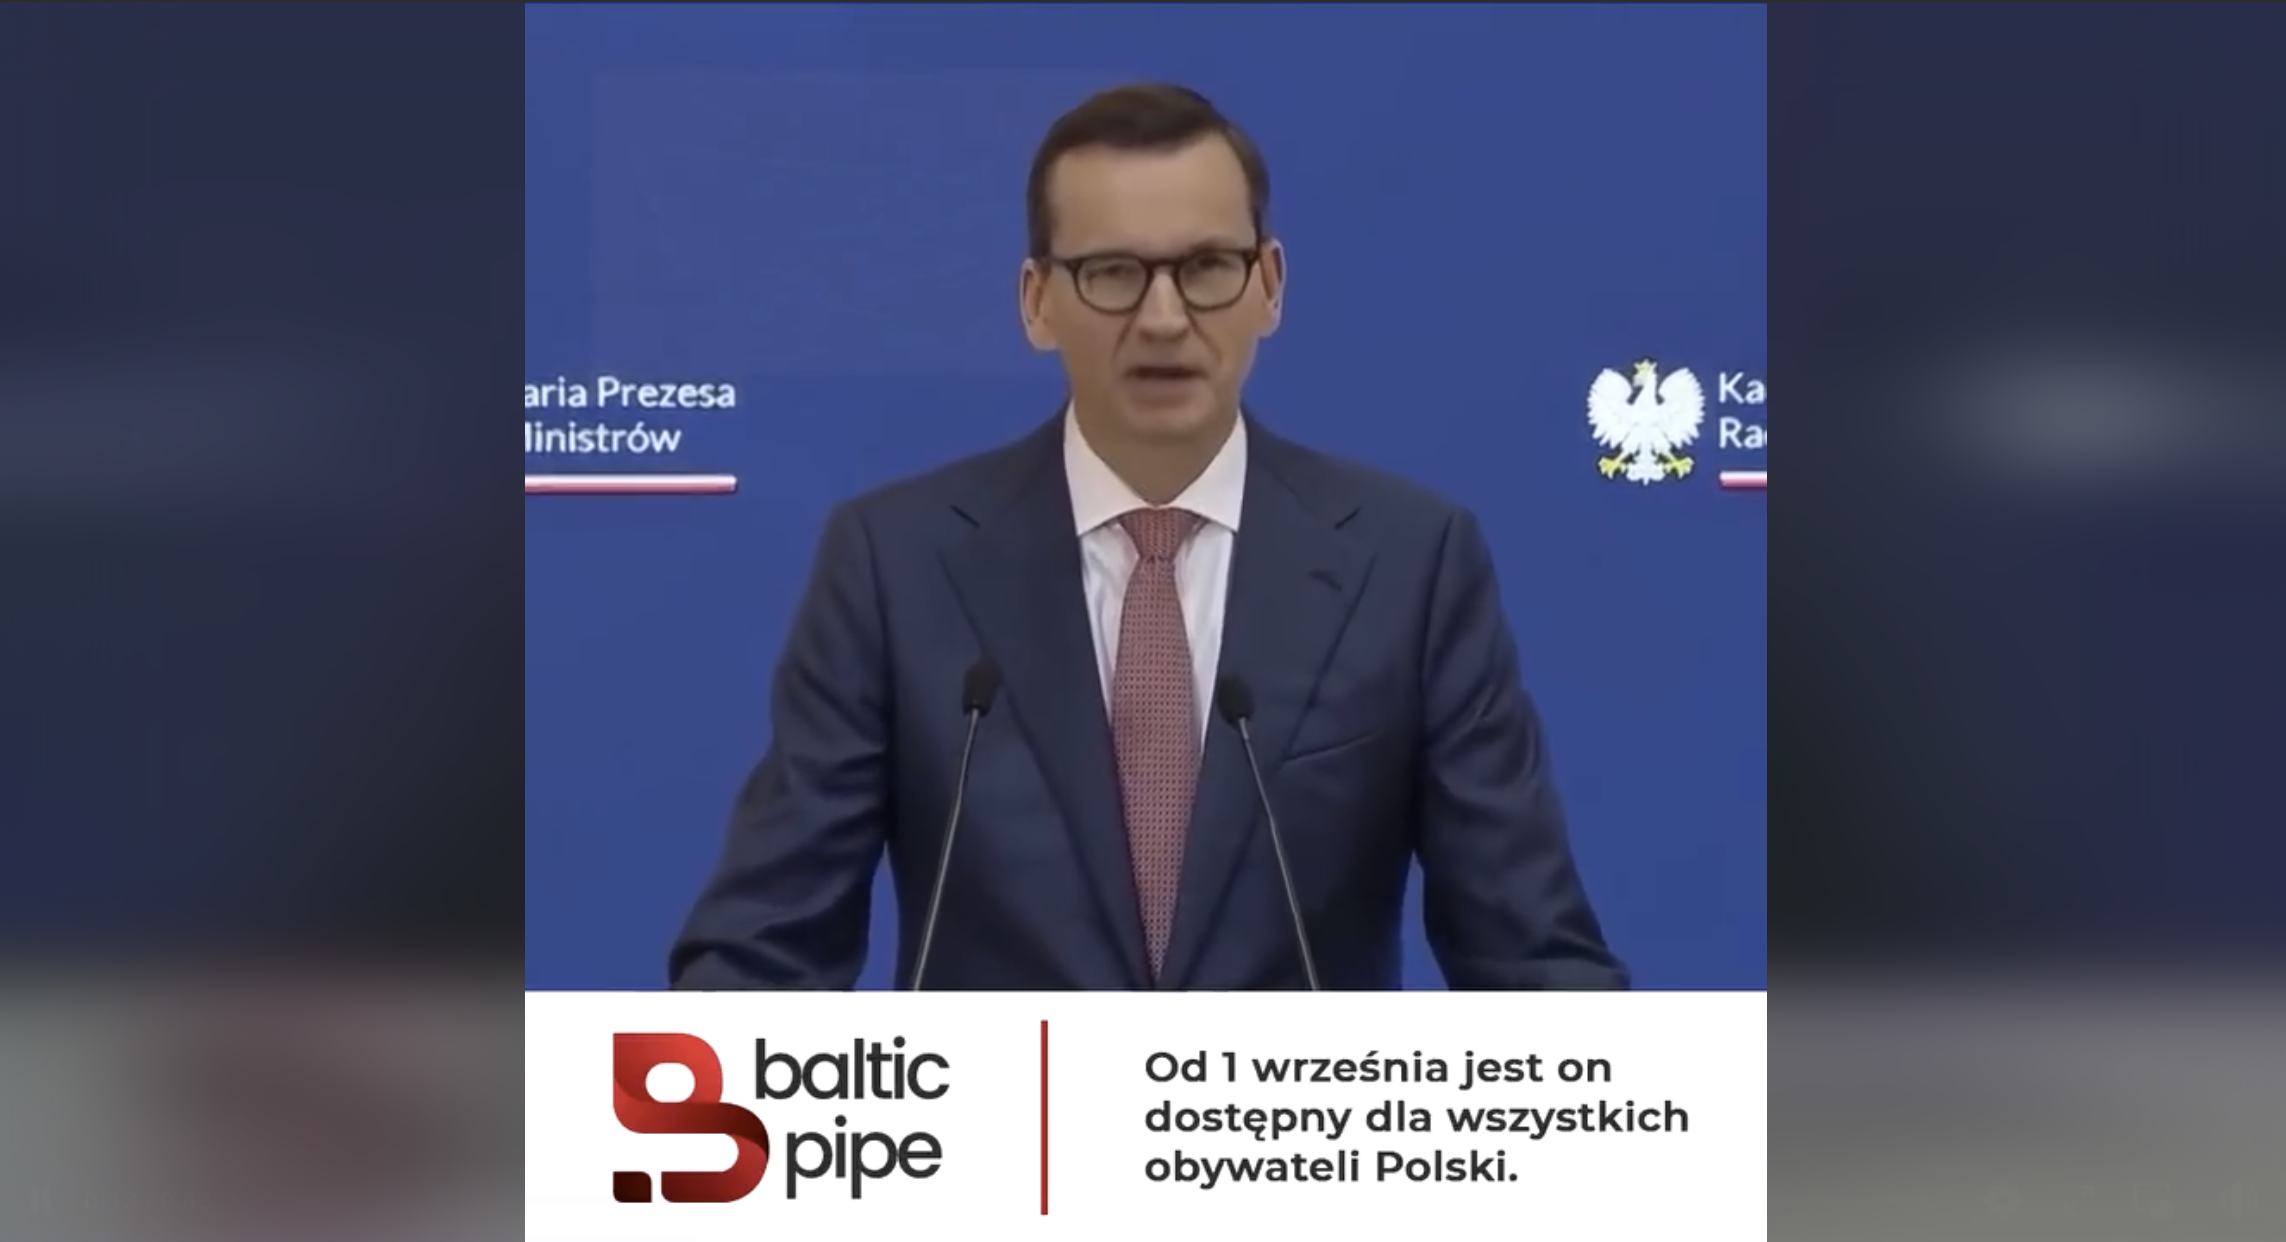 aria Prezesa
Ministrów
Ka
Ra
baltic
pipe
Od 1 września jest on
dostępny dla wszystkich
obywateli Polski.